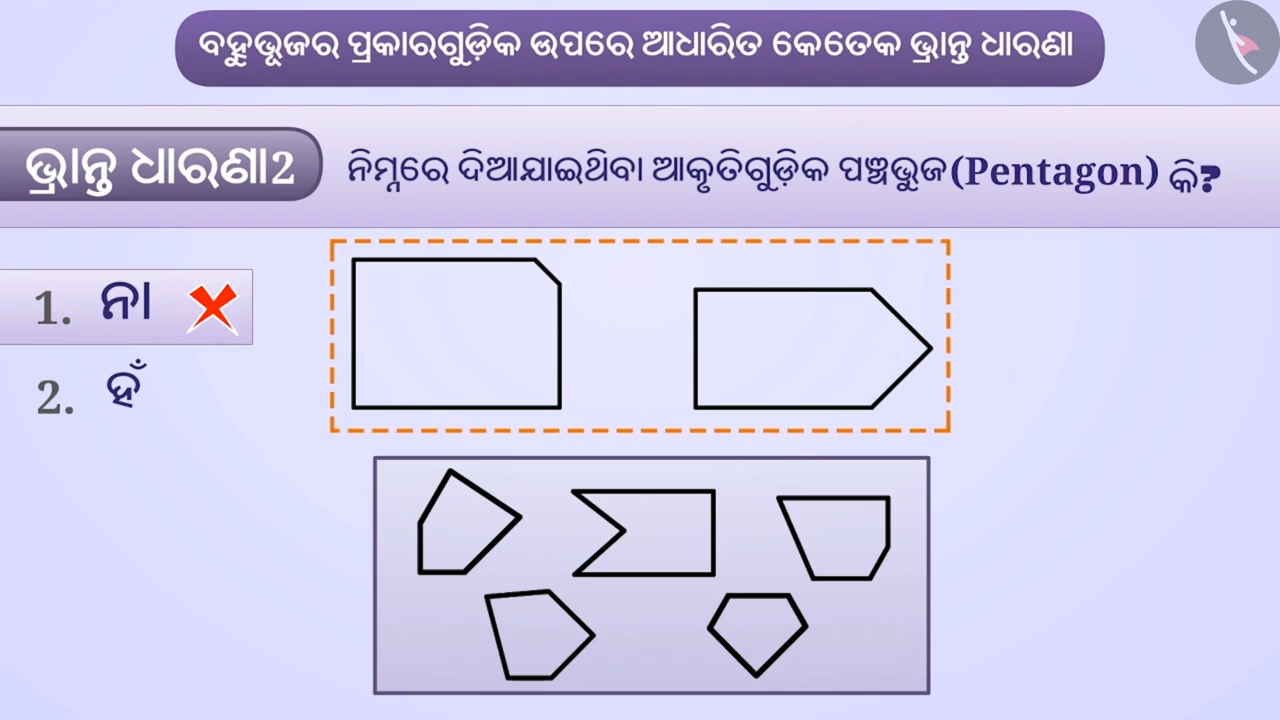 ବହୁଭୂଜର ପ୍ରକାରଗୁଡ଼ିକ ଉପରେ ଆଧାରିତ କେତେକ ଭ୍ରାନ୍ତ ଧାରଣା
ଭ୍ରାନ୍ତ ଧାରଣା2
ନିମ୍ନରେ ଦିଆଯାଇଥିବା ଆକୃତିଗୁଡ଼ିକ ପଞ୍ଚଭୁଜ(Pentagon) କି?
1. ନା
2. ହଁ